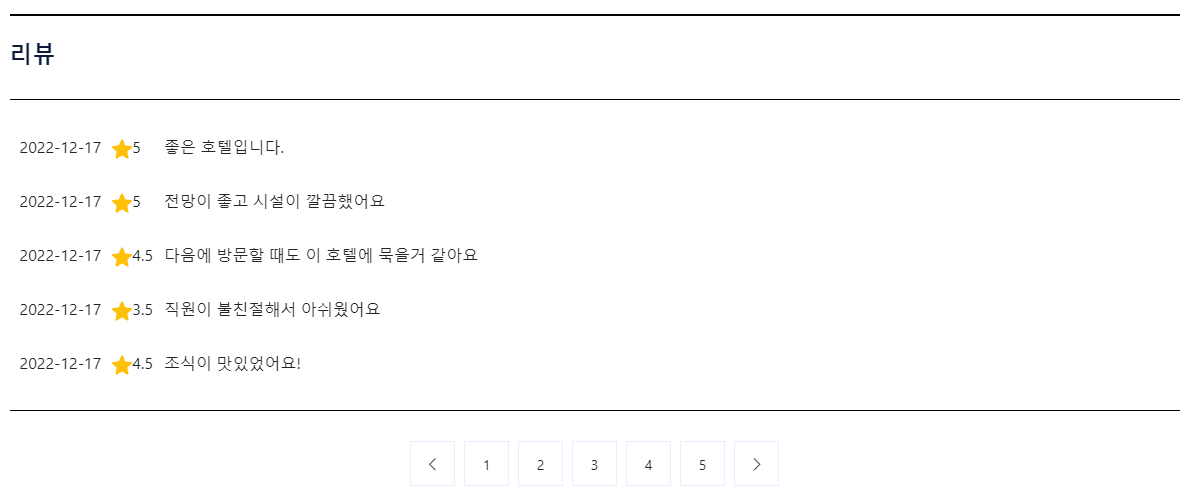 리뷰
2022-12-17 5 좋은 호텔입니다.
2022-12-17 5 전망이 좋고 시설이 깔끔했어요
2022-12-17 4.5 다음에 방문할 때도 이 호텔에 묵을거 같아요
2022-12-17 3.5 직원이 불친절해서 아쉬웠어요
2022-12-17 4.5 조식이 맛있었어요!
1 2 3 4 5